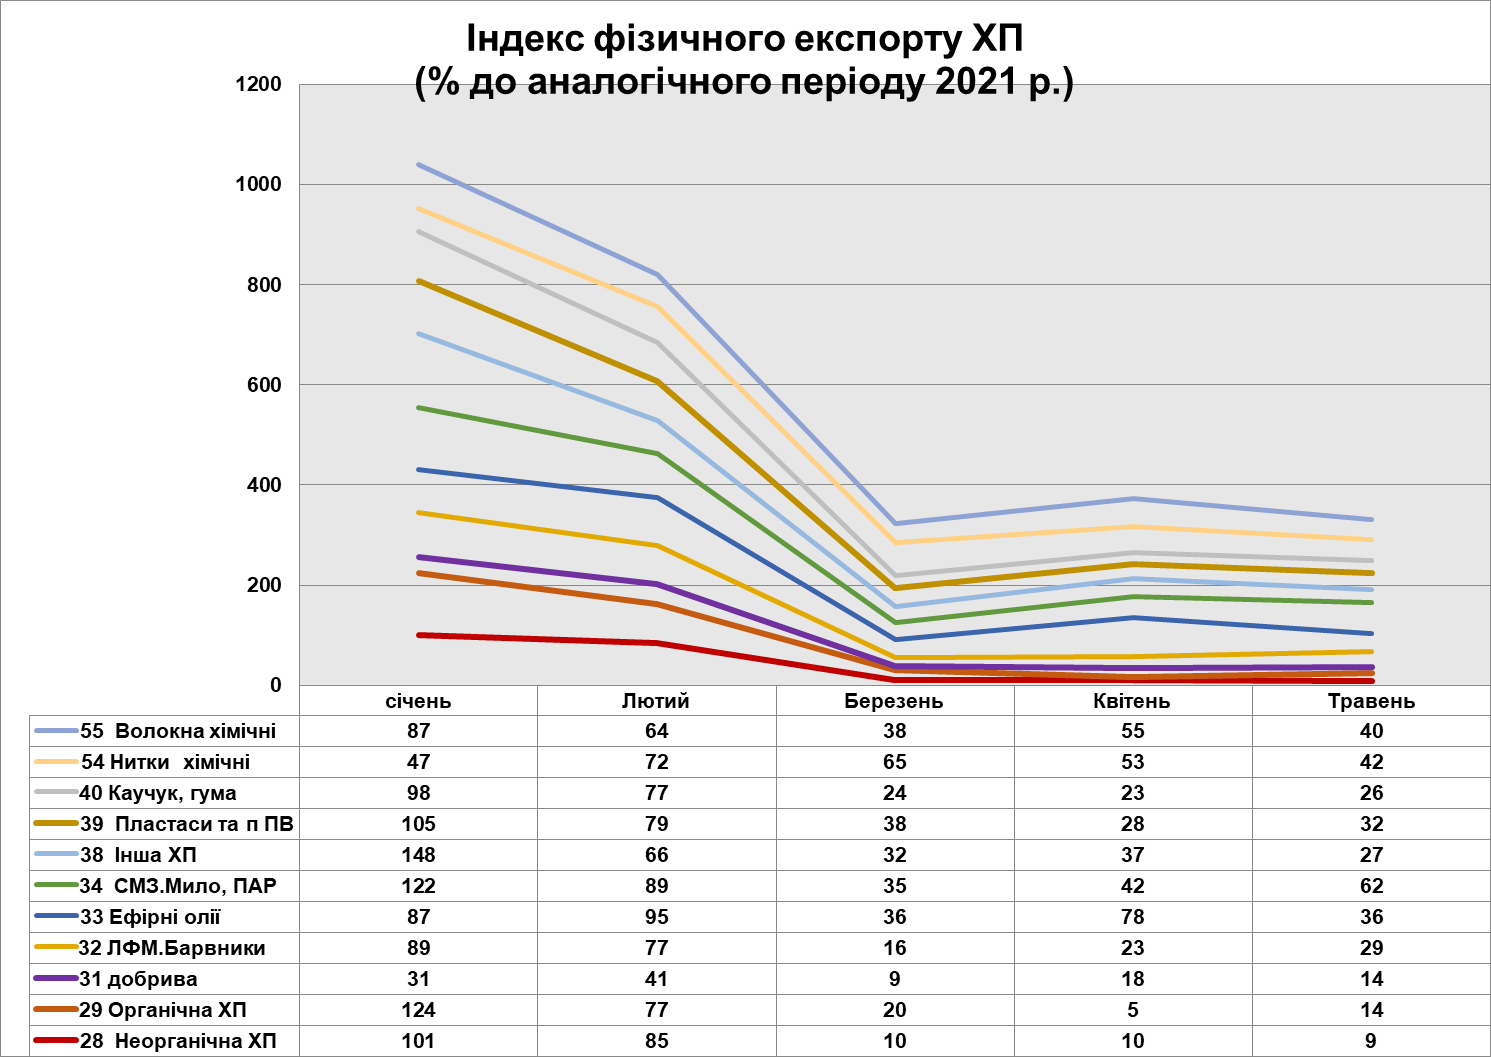 Індекс фізичного експорту ХП
(% до аналогічного періоду 2021 р.)
1200
1000
800
600
400
200
0
січень Лютий Березень Квітень Травень
55 Волокна хімічні 87 64 38 55 40
54 Нитки хімічні 47 72 65 53 42
40 Каучук, гума 98 77 24 23 26
39 Пластаси та п ПВ 105 79 38 28 32
38 Інша ХП 148 66 32 37 27
34 СМЗ.Мило, ПАР 122 89 35 42 62
33 Ефірні олії 87 95 36 78 36
32 ЛФМ.Барвники 89 77 16 23 29
31 добрива 31 41 9 18 14
29 Органічна ХП 124 77 20 5 14
28 Неорганічна ХП 101 85 10 10 9